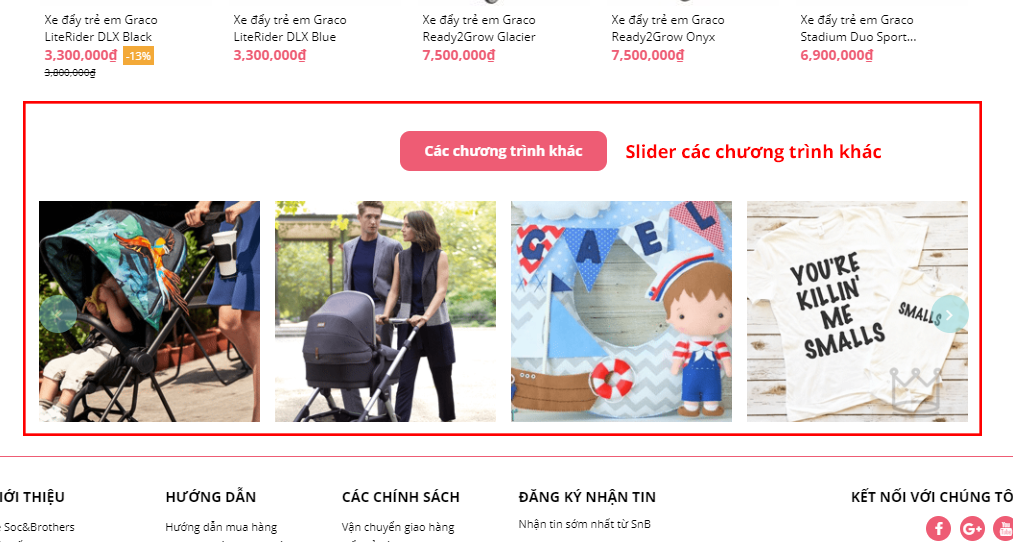 Xe đẩy trẻ em Graco
LiteRider DLX Black
3,300,000₫ -13%
3,800,000₫
Xe đẩy trẻ em Graco
LiteRider DLX Blue
3,300,000₫
Xe đẩy trẻ em Graco
Ready2Grow Glacier
7,500,000₫
Xe đẩy trẻ em Graco
Ready2Grow Onyx
7,500,000₫
Xe đẩy trẻ em Graco
Stadium Duo Sport...
6,900,000₫
Các chương trình khác
Slider các chương trình khác
GAEL
YOU'RE
KILLIN'
ME
SMALLS
SMALLS
IỚI THIỆU
Soc&Brothers
HƯỚNG DẪN
Hướng dẫn mua hàng
CÁC CHÍNH SÁCH
Vận chuyển giao hàng
ĐĂNG KÝ NHẬN TIN
Nhận tin sớm nhất từ SnB
KẾT NỐI VỚI CHÚNG TÔ
f
G+
You